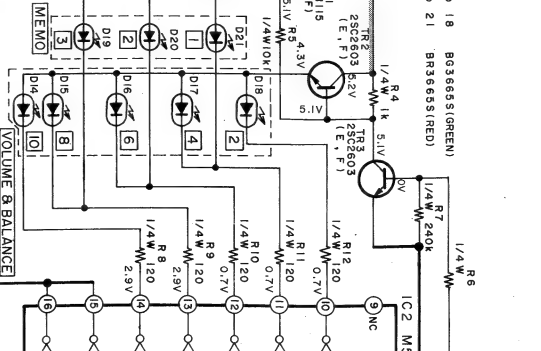 MEMO
3
2
1
D19
D20
D21
1/4W10k
R5
5.1V
115
F)
4.3V
TR2
2SC2603
(E, F)
5.2V
5.1V
R4
1/4W 1k
5.1V
TR3
2SC2603
(E, F)
0V
18 BG3665S(GREEN)
21 BR3665S(RED)
R7
1/4W 240k
R6
1/4W
D14
D15
D16
D17
D18
10
8
6
4
2
VOLUME & BALANCE
R8
1/4W 120
2.9V
R9
1/4W 120
2.9V
R10
1/4W 120
0.7V
R11
1/4W 120
0.7V
R12
1/4W 120
0.7V
16
15
14
13
12
11
10
9
NC
IC2